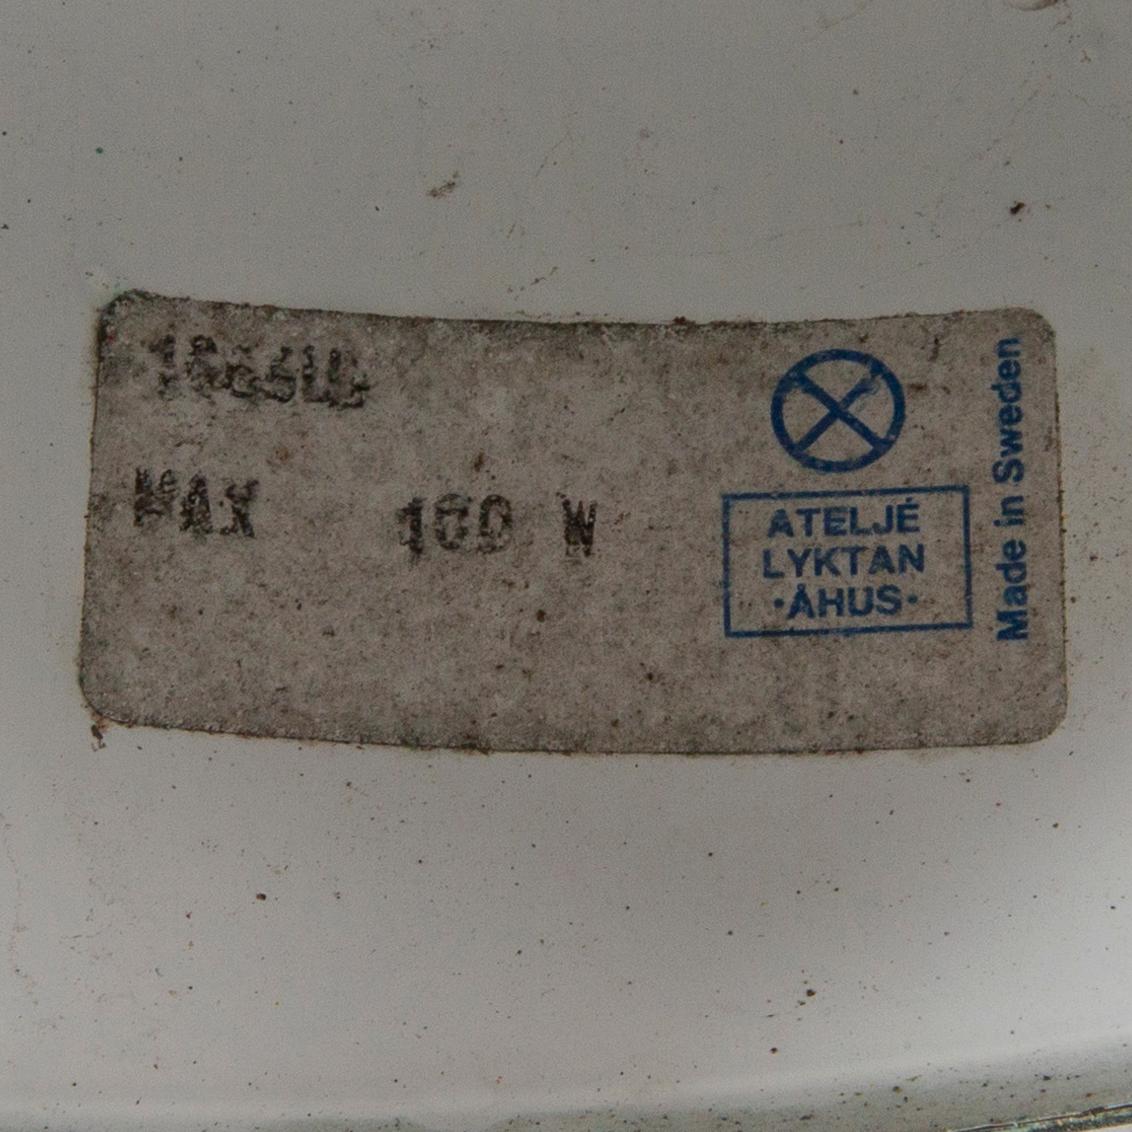 MAX 100 W
ATELJÉ
LYKTAN
·ÅHUS·
Made in Sweden